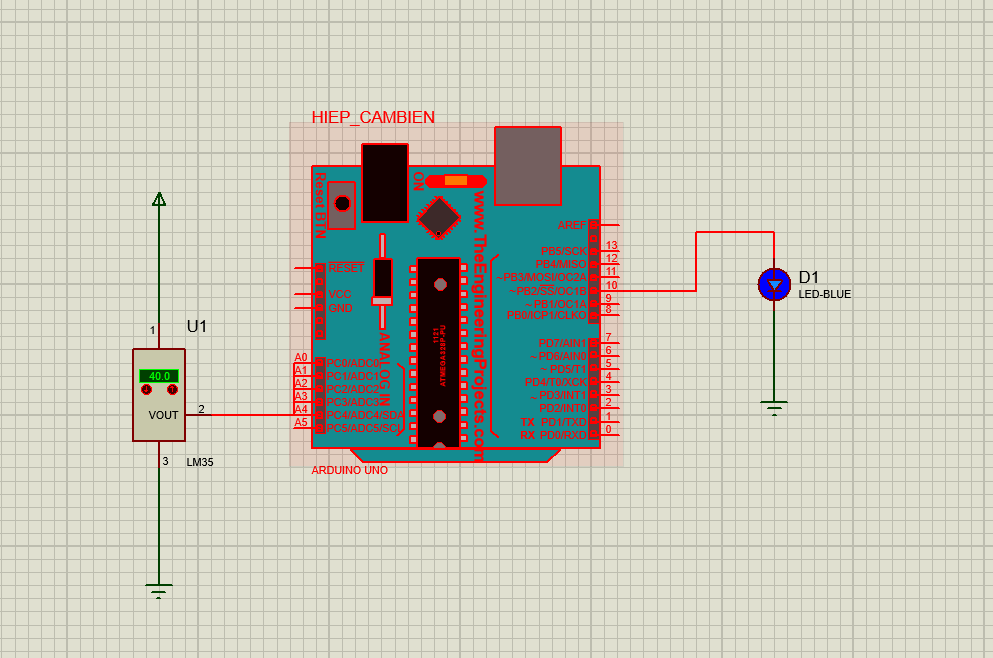 HIEP_CAMBIEN
Reset BTN
ON
www.TheEngineeringProjects.com
AREF
PB5/SCK 13
PB4/MISO 12
~PB3/MOSI/OC2A 11
~PB2/SS/OC1B 10
~PB1/OC1A 9
PB0/ICP1/CLKO 8
PD7/AIN1 7
~PD6/AIN0 6
~PD5/T1 5
PD4/T0/XCK 4
~PD3/INT1 3
PD2/INT0 2
TX PD1/TXD 1
RX PD0/RXD 0
RESET
VCC
GND
ANALOG IN
A0 PC0/ADC0
A1 PC1/ADC1
A2 PC2/ADC2
A3 PC3/ADC3
A4 PC4/ADC4/SDA
A5 PC5/ADC5/SCL
1121
ATMEGA328P-PU
ARDUINO UNO
1
U1
40.0
VOUT
2
3
LM35
D1
LED-BLUE